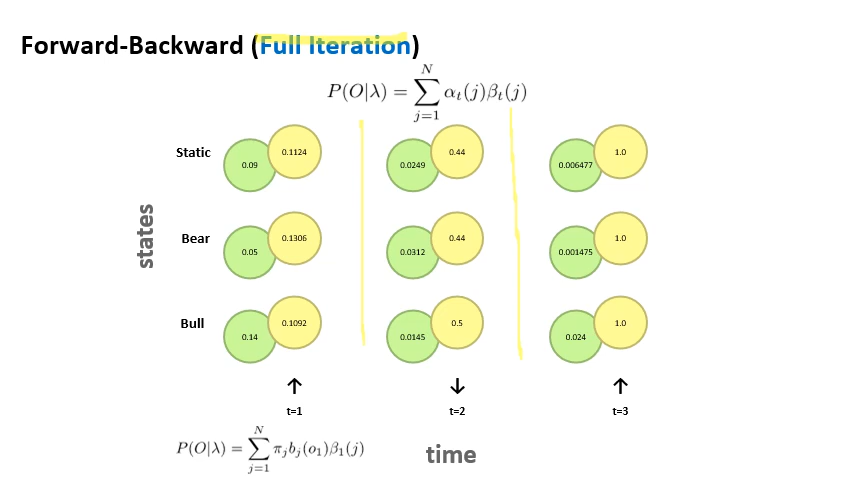 Forward-Backward (Full Iteration)
P(O|λ) = ∑_{j=1}^{N} α_t(j)β_t(j)
Static 0.09 0.1124 0.0249 0.44 0.006477 1.0
Bear 0.05 0.1306 0.0312 0.44 0.001475 1.0
Bull 0.14 0.1092 0.0145 0.5 0.024 1.0
states
↑ ↓ ↑
t=1 t=2 t=3
P(O|λ) = ∑_{j=1}^{N} π_j b_j(o_1)β_1(j)
time